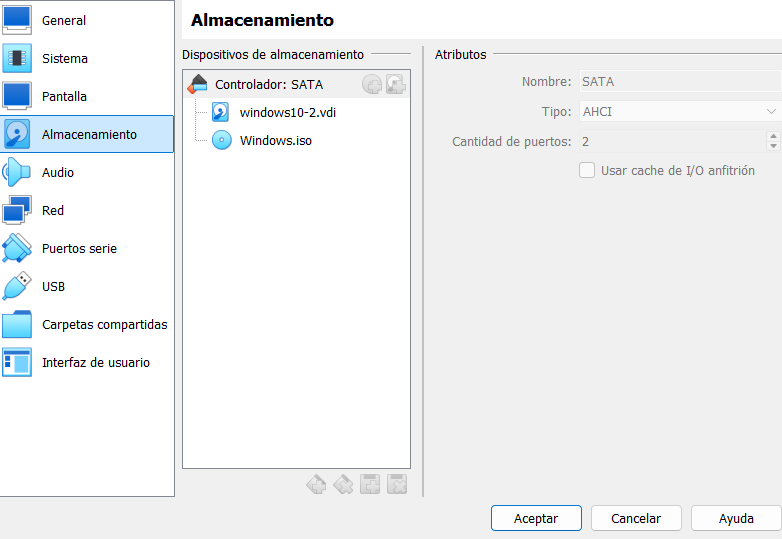 General
Sistema
Pantalla
Almacenamiento
Audio
Red
Puertos serie
USB
Carpetas compartidas
Interfaz de usuario
Almacenamiento
Dispositivos de almacenamiento
Controlador: SATA
windows10-2.vdi
Windows.iso
Atributos
Nombre: SATA
Tipo: AHCI
Cantidad de puertos: 2
Usar cache de I/O anfitrión
Aceptar Cancelar Ayuda